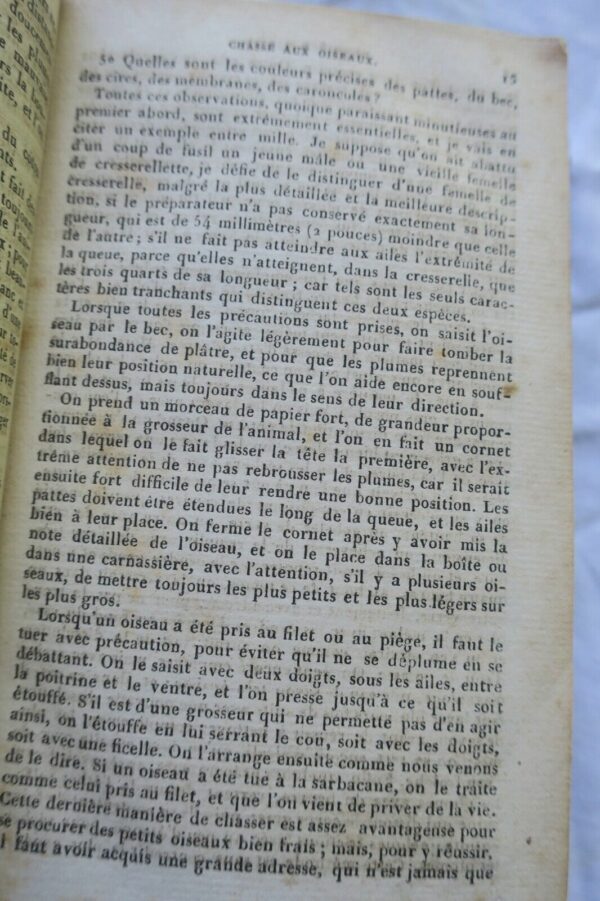 CHASSE AUX OISEAUX.
15
5o Quelles sont les couleurs précises des pattes, du bec,
des cires, des membranes, des caroncules?
Toutes ces observations, quoique paraissant minutieuses au
premier abord, sont extrêmement essentielles, et je vais en
citer un exemple entre mille. Je suppose qu'on ait abattu
d'un coup de fusil un jeune mâle ou une vieille femelle
de cresserellette, je défie de le distinguer d'une femelle de
cresserelle, malgré la plus détaillée et la meilleure descrip-
tion, si le préparateur n'a pas conservé exactement sa lon-
gueur, qui est de 54 millimètres (2 pouces) moindre que celle
de l'autre; s'il ne fait pas atteindre aux ailes l'extrémité de
la queue, parce qu'elles n'atteignent, dans la cresserelle, que
les trois quarts de sa longueur; car tels sont les seuls carac-
tères bien tranchants qui distinguent ces deux espèces.
Lorsque toutes les précautions sont prises, on saisit l'oi-
seau par le bec, on l'agite légèrement pour faire tomber la
surabondance de plâtre, et pour que les plumes reprennent
bien leur position naturelle, ce que l'on aide encore en souf-
flant dessus, mais toujours dans le sens de leur direction.
On prend un morceau de papier fort, de grandeur propor-
tionnée à la grosseur de l'animal, et l'on en fait un cornet
dans lequel on le fait glisser la tête la première, avec l'ex-
trême attention de ne pas rebrousser les plumes, car il serait
ensuite fort difficile de leur rendre une bonne position. Les
pattes doivent être étendues le long de la queue, et les ailes
bien à leur place. On ferme le cornet après y avoir mis la
note détaillée de l'oiseau, et on le place dans la boîte ou
dans une carnassière, avec l'attention, s'il y a plusieurs oi-
seaux, de mettre toujours les plus petits et les plus légers sur
les plus gros.
Lorsqu'un oiseau a été pris au filet ou au piège, il faut le
tuer avec précaution, pour éviter qu'il ne se déplume en se
débattant. On le saisit avec deux doigts, sous les ailes, entre
la poitrine et le ventre, et l'on presse jusqu'à ce qu'il soit
étouffé. S'il est d'une grosseur qui ne permette pas d'en agir
ainsi, on l'étouffe en lui serrant le cou, soit avec les doigts,
soit avec une ficelle. On l'arrange ensuite comme nous venons
de le dire. Si un oiseau a été tué à la sarbacane, on le traite
comme celui pris au filet, et que l'on vient de priver de la vie.
Cette dernière manière de chasser est assez avantageuse pour
se procurer des petits oiseaux bien frais; mais, pour y réussir,
faut avoir acquis une grande adresse, qui n'est jamais que